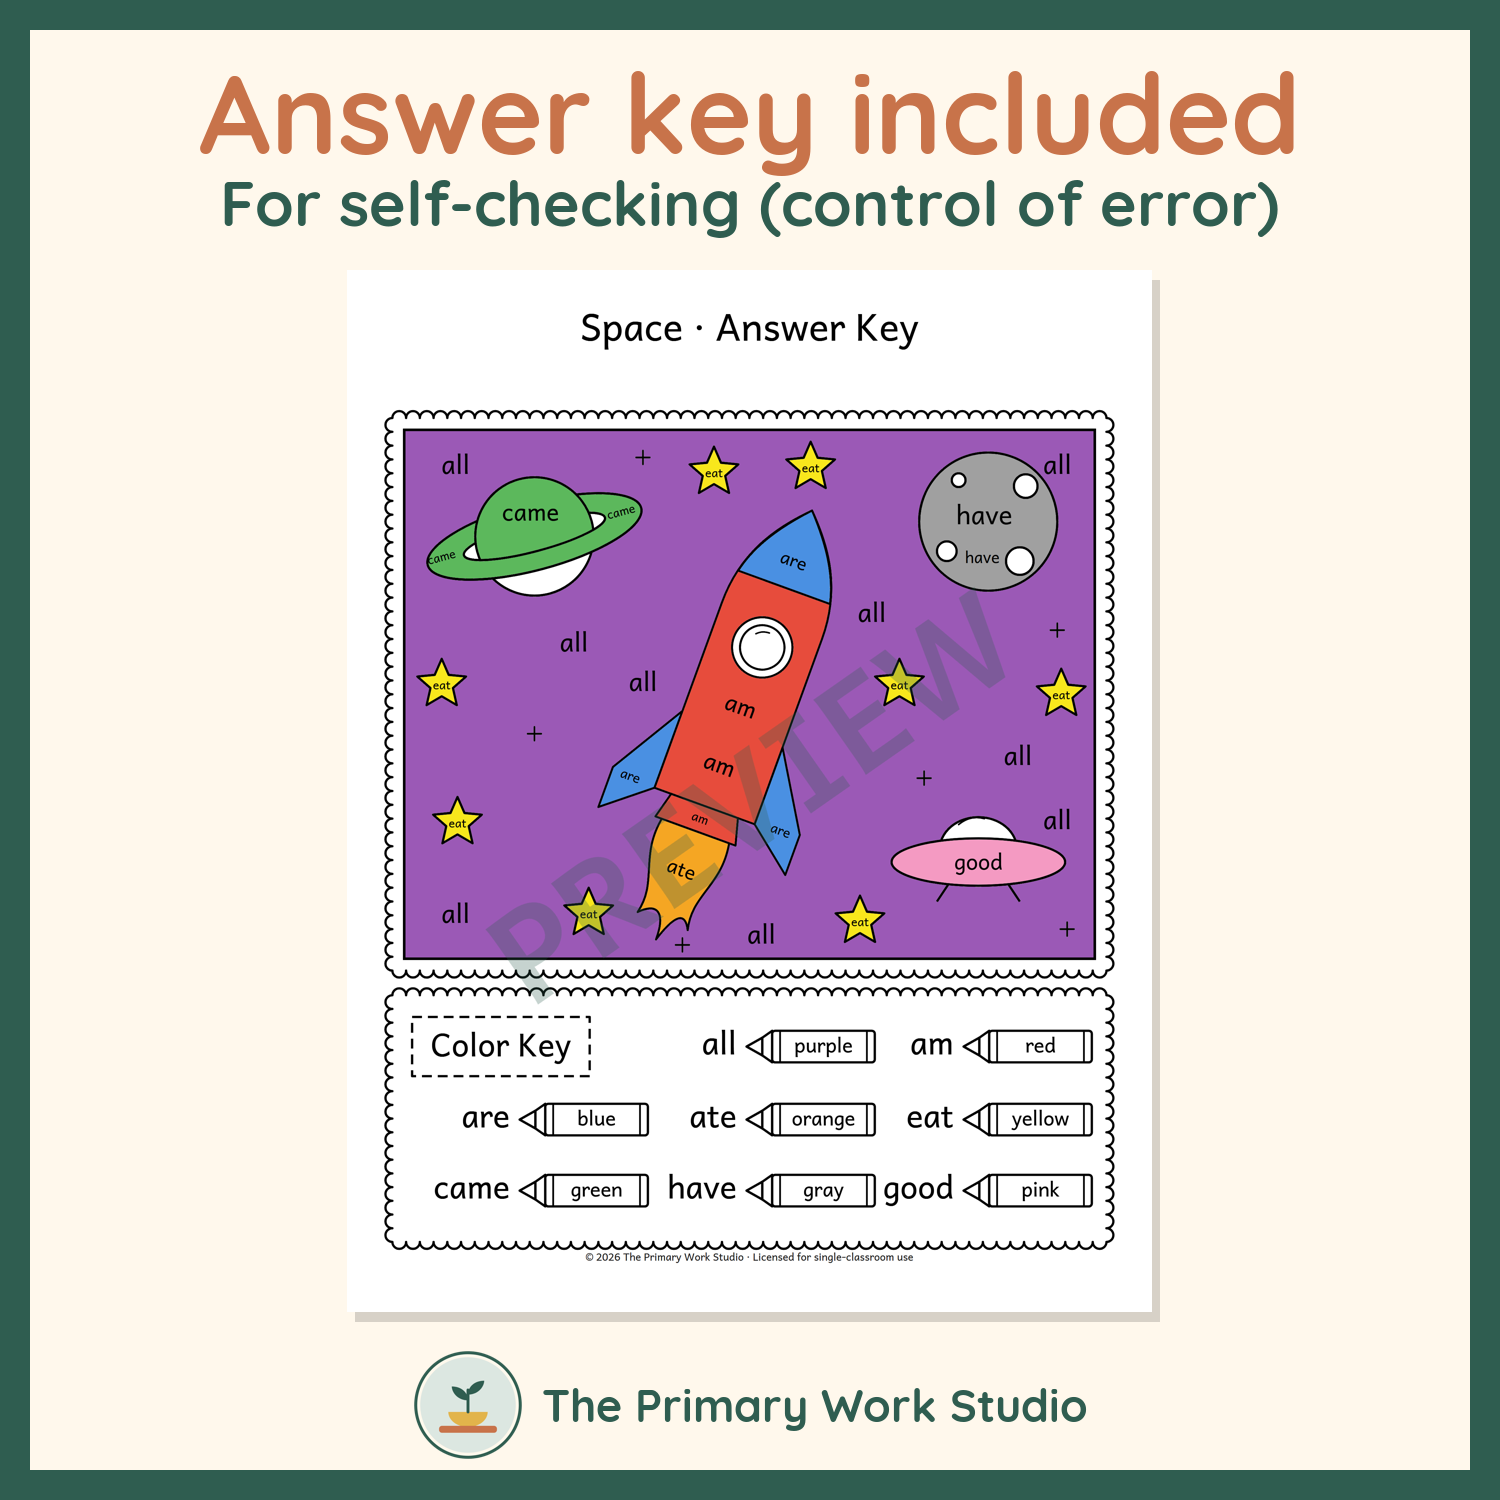 Answer key included
For self-checking (control of error)
Space · Answer Key
all
+
eat
eat
all
came
came
came
have
have
are
all
+
all
all
eat
eat
eat
am
+
am
all
are
+
eat
am
are
all
ate
good
all
eat
eat
all
+
+
PREVIEW
Color Key
all purple am red
are blue ate orange eat yellow
came green have gray good pink
© 2026 The Primary Work Studio · Licensed for single-classroom use
The Primary Work Studio